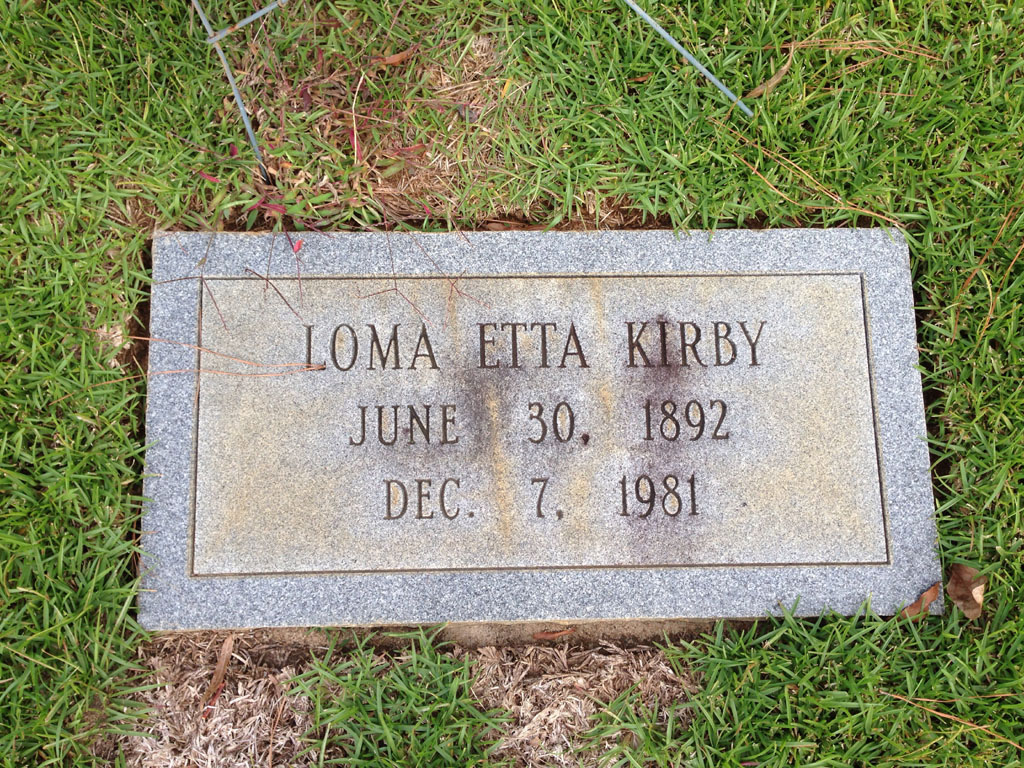 LOMA ETTA KIRBY
JUNE 30, 1892
DEC. 7, 1981